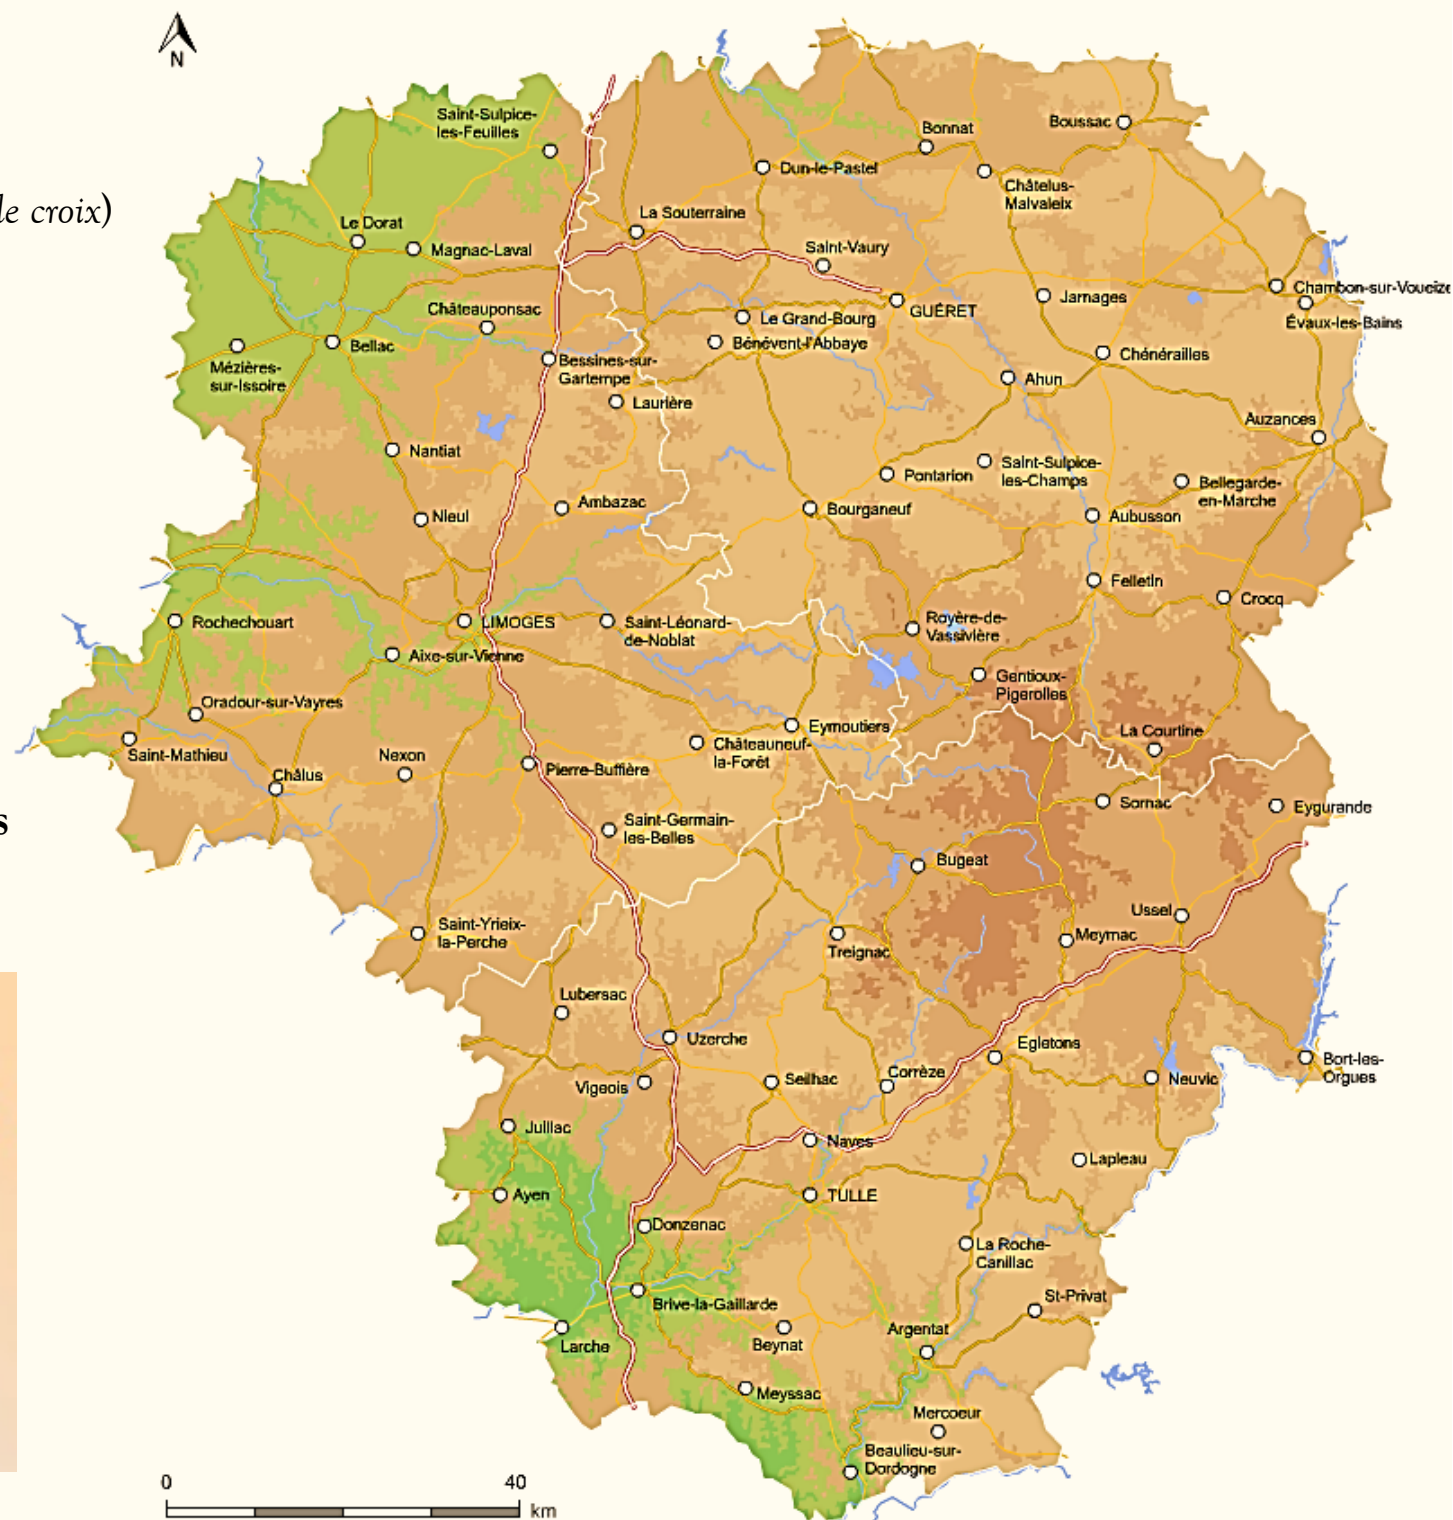 N
Saint-Sulpice-
les-Feuilles
Bonnat
Boussac
Dun-le-Pastel
Châtelus-
Malvaleix
de croix)
Le Dorat
La Souterraine
Magnac-Laval
Saint-Vaury
Chambon-sur-Voueize
Jarnages
Châteauponsac
GUÉRET
Le Grand-Bourg
Évaux-les-Bains
Bellac
Bénévent-l'Abbaye
Chénérailles
Mézières-
sur-Issoire
Bessines-sur-
Gartempe
Ahun
Laurière
Auzances
Nantiat
Saint-Sulpice-
les-Champs
Pontarion
Bellegarde-
en-Marche
Ambazac
Bourganeuf
Nieul
Aubusson
Felletin
Crocq
Rochechouart
LIMOGES
Saint-Léonard-
de-Noblat
Royère-de-
Vassivière
Aixe-sur-Vienne
Gentioux-
Pigerolles
Oradour-sur-Vayres
Eymoutiers
La Courtine
Saint-Mathieu
Nexon
Châteauneuf-
la-Forêt
Pierre-Buffière
Châlus
Sornac
Eygurande
s
Saint-Germain-
les-Belles
Bugeat
Ussel
Saint-Yrieix-
la-Perche
Meymac
Treignac
Lubersac
Uzerche
Egletons
Bort-les-
Orgues
Vigeois
Seilhac
Corrèze
Neuvic
Juillac
Naves
Lapleau
Ayen
TULLE
Donzenac
La Roche-
Canillac
Brive-la-Gaillarde
St-Privat
Larche
Beynat
Argentat
Meyssac
Mercoeur
Beaulieu-sur-
Dordogne
0 40
km